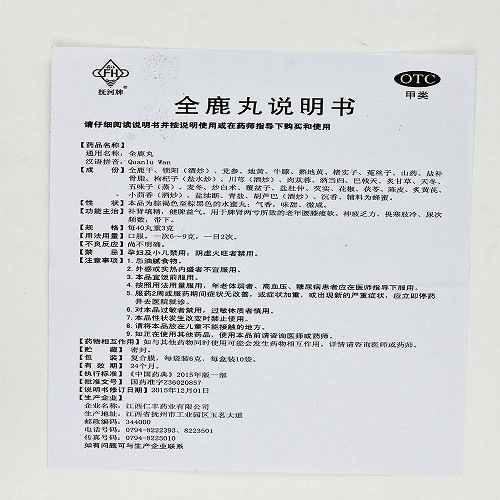 FH
抚河牌
OTC
甲类
全鹿丸说明书
请仔细阅读说明书并按说明使用或在药师指导下购买和使用
【药品名称】
通用名称：全鹿丸
汉语拼音：Quanlu Wan
【成 份】全鹿干、锁阳（酒炒）、党参、地黄、牛膝、熟地黄、楮实子、菟丝子、山药、盐补
骨脂、枸杞子（盐水炒）、川芎（酒炒）、肉苁蓉、酒当归、巴戟天、炙甘草、天冬、
五味子（蒸）、麦冬、炒白术、覆盆子、盐杜仲、芡实、花椒、茯苓、陈皮、炙黄芪、
小茴香（酒炒）、盐续断、青盐、胡芦巴（酒炒）、沉香、辅料为蜂蜜。
【性 状】本品为棕褐色至棕黑色的水蜜丸；气香，味甜、微咸。
【功能主治】补肾填精，健脾益气。用于脾肾两亏所致的老年腰膝痠软、神疲乏力、畏寒肢冷、尿次
频数、带下。
【规 格】每40丸重3克
【用法用量】口服。一次6～9克，一日2次。
【不良反应】尚不明确。
【禁 忌】孕妇及小儿禁用；阴虚火旺者禁用。
【注意事项】1. 忌油腻食物。
2. 外感或实热内盛者不宜服用。
3. 本品宜饭前服用。
4. 按照用法用量服用，年老体弱者、高血压、糖尿病患者应在医师指导下服用。
5. 服药2周或服药期间症状无改善，或症状加重，或出现新的严重症状，应立即停药
并去医院就诊。
6. 对本品过敏者禁用，过敏体质慎用。
7. 本品性状发生改变时禁止使用。
8. 请将本品放在儿童不能接触的地方。
9. 如正在使用其他药品，使用本品前请咨询医师或药师。
【药物相互作用】如与其他药物同时使用可能会发生药物相互作用，详情请咨询医师或药师。
【贮 藏】密封。
【包 装】复合膜，每袋装6克，每盒装10袋。
【有 效 期】24个月。
【执行标准】《中国药典》2015年版一部
【批准文号】国药准字Z36020857
【说明书修订日期】2015年12月01日
【生产企业】
企业名称：江西仁丰药业有限公司
生产地址：江西省抚州市工业园区玉茗大道
邮政编码：344000
电话号码：0794-8222393、8223501
传真号码：0794-8225010
如有问题可与生产企业联系